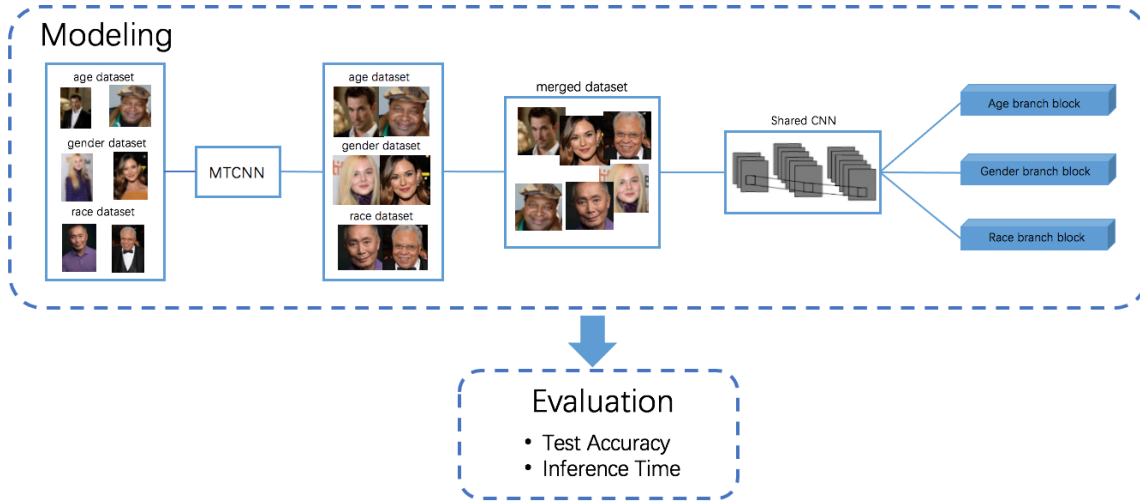 Modeling
age dataset
gender dataset
race dataset
MTCNN
age dataset
gender dataset
race dataset
merged dataset
Shared CNN
Age branch block
Gender branch block
Race branch block
Evaluation
• Test Accuracy
• Inference Time